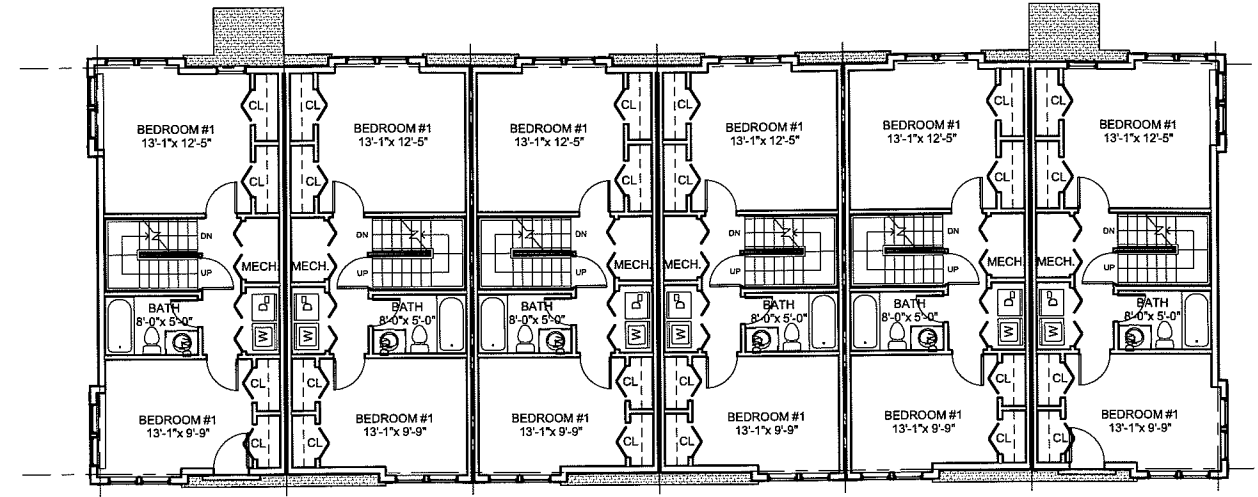 BEDROOM #1
13'-1"x 12'-5"
CL
CL
CL
CL
BEDROOM #1
13'-1"x 12'-5"
BEDROOM #1
13'-1"x 12'-5"
CL
CL
CL
CL
BEDROOM #1
13'-1"x 12'-5"
BEDROOM #1
13'-1"x 12'-5"
CL
CL
CL
CL
BEDROOM #1
13'-1"x 12'-5"
DN
UP
MECH.
MECH.
DN
UP
DN
UP
MECH.
MECH.
DN
UP
DN
UP
MECH.
MECH.
DN
UP
BATH
8'-0"x 5'-0"
D
W
D
W
BATH
8'-0"x 5'-0"
BATH
8'-0"x 5'-0"
D
W
D
W
BATH
8'-0"x 5'-0"
BATH
8'-0"x 5'-0"
D
W
D
W
BATH
8'-0"x 5'-0"
BEDROOM #1
13'-1"x 9'-9"
CL
CL
CL
CL
BEDROOM #1
13'-1"x 9'-9"
BEDROOM #1
13'-1"x 9'-9"
CL
CL
CL
CL
BEDROOM #1
13'-1"x 9'-9"
BEDROOM #1
13'-1"x 9'-9"
CL
CL
CL
CL
BEDROOM #1
13'-1"x 9'-9"